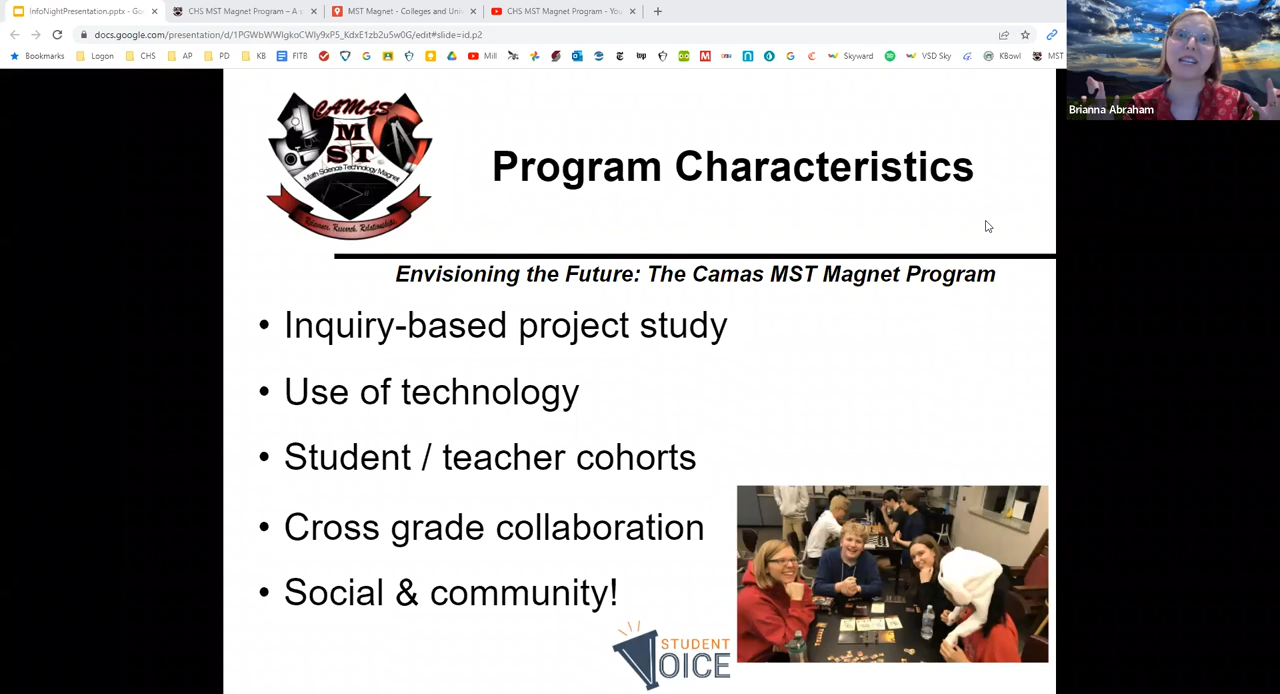 InfoNightPresentation.pptx - Go
CHS MST Magnet Program – A u
MST Magnet - Colleges and Uni
CHS MST Magnet Program - You
docs.google.com/presentation/d/
/edit#slide=id.p2
Bookmarks Logon CHS AP PD KB FITB Mill Skyward VSD Sky KBowl MST
Brianna Abraham
CAMAS
M
ST
Math Science Technology Magnet
Research, Relationships
Program Characteristics
Envisioning the Future: The Camas MST Magnet Program
• Inquiry-based project study
• Use of technology
• Student / teacher cohorts
• Cross grade collaboration
• Social & community!
STUDENT
VOICE